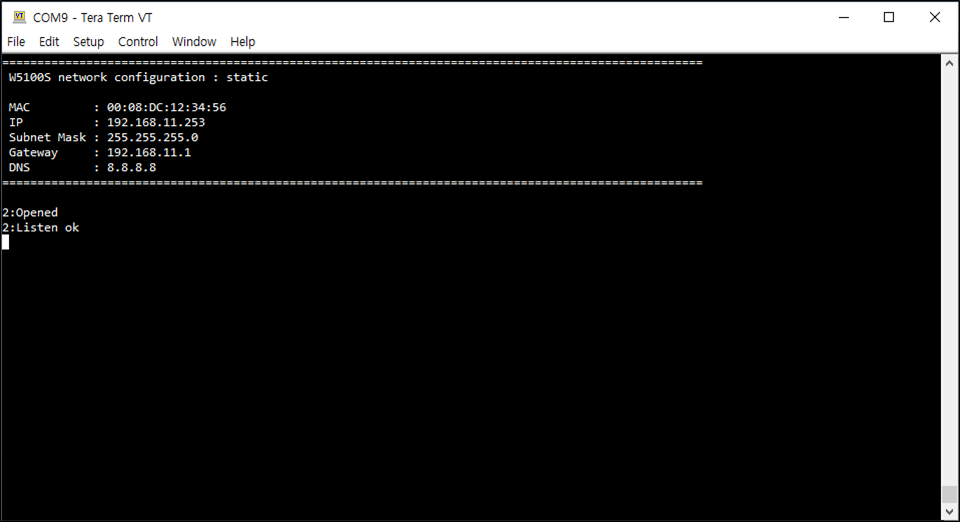 COM9 - Tera Term VT
File Edit Setup Control Window Help
====================================================================================================
W5100S network configuration : static
MAC : 00:08:DC:12:34:56
IP : 192.168.11.253
Subnet Mask : 255.255.255.0
Gateway : 192.168.11.1
DNS : 8.8.8.8
====================================================================================================
2:Opened
2:Listen ok